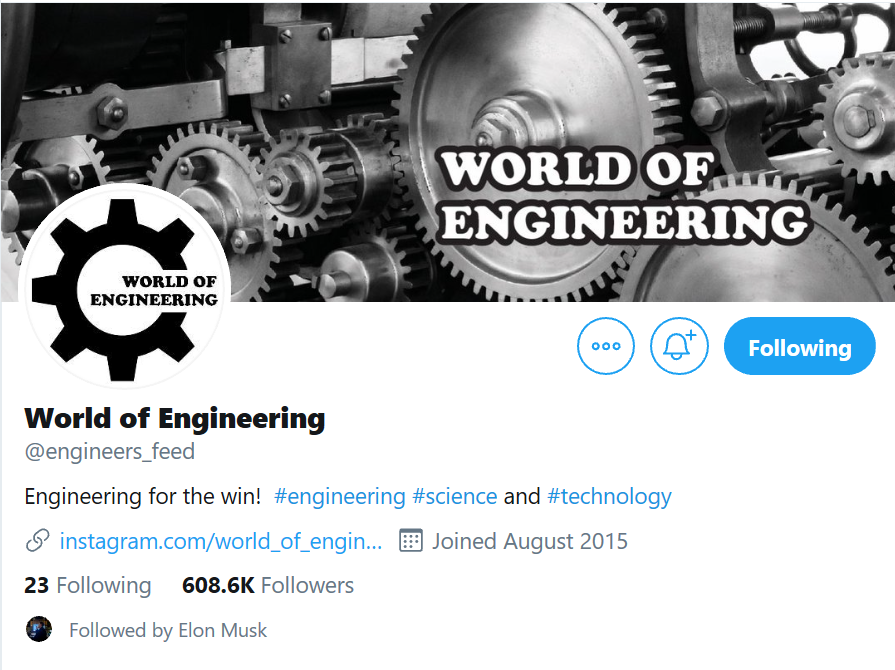 WORLD OF
ENGINEERING
WORLD OF
ENGINEERING
Following
World of Engineering
@engineers_feed
Engineering for the win! #engineering #science and #technology
instagram.com/world_of_engin... Joined August 2015
23 Following 608.6K Followers
Followed by Elon Musk